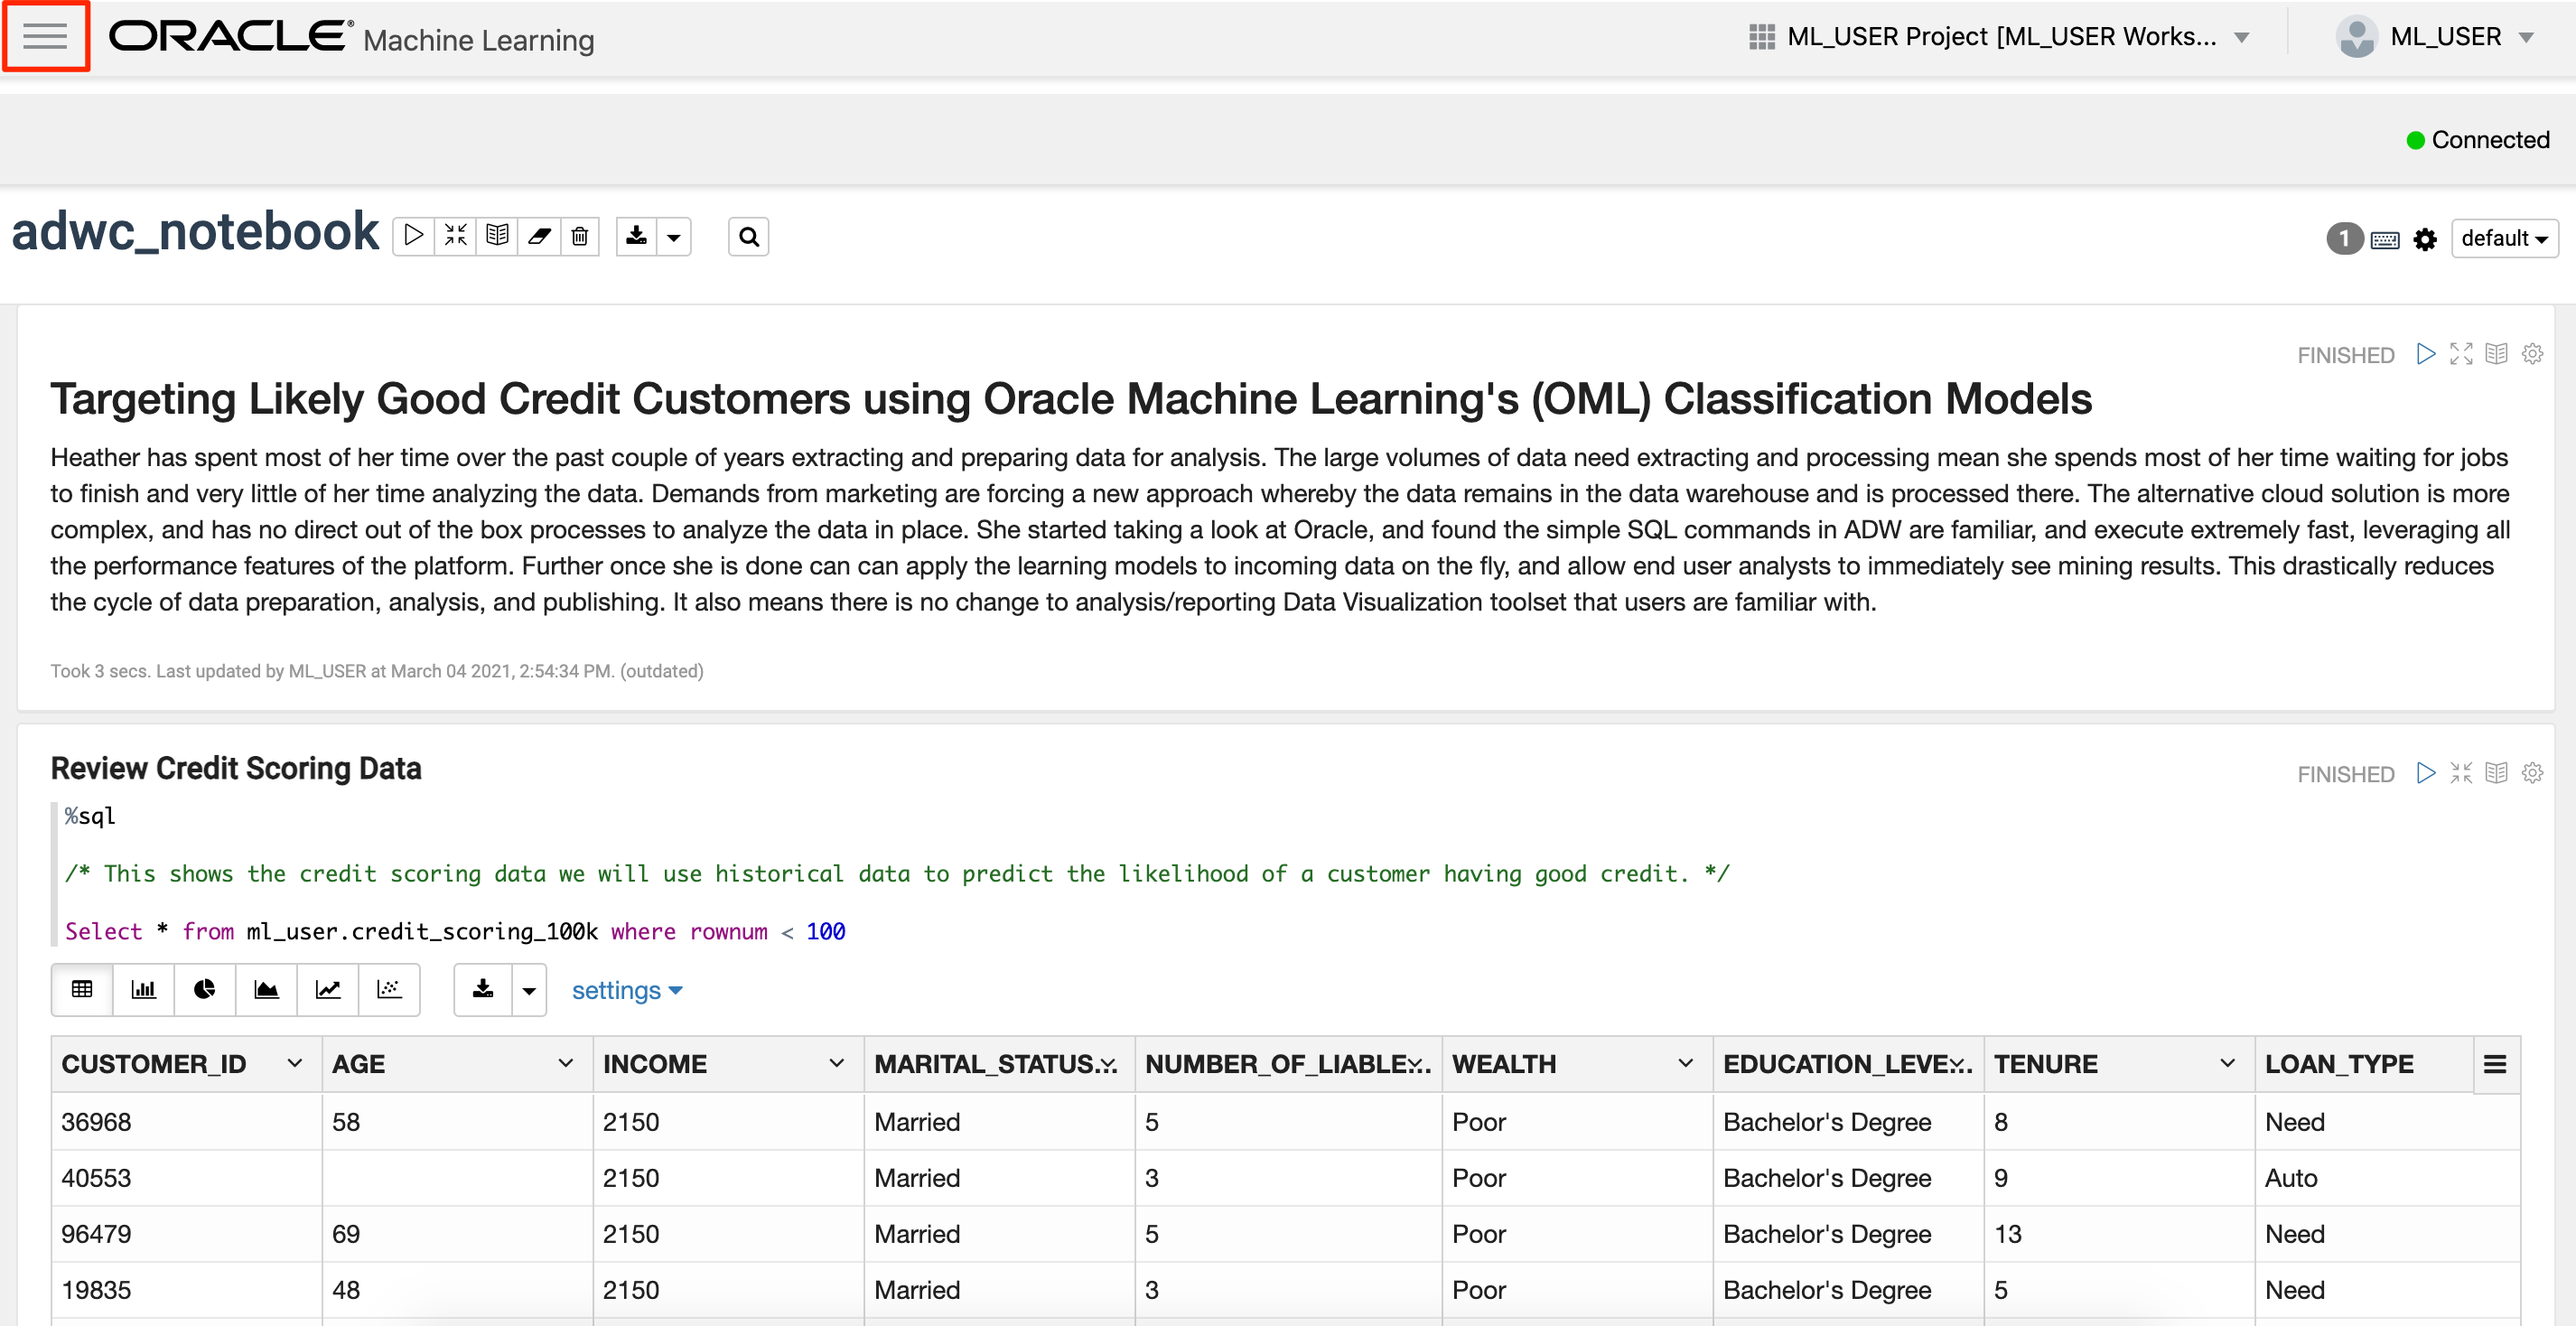 ORACLE® Machine Learning
ML_USER Project [ML_USER Works...
ML_USER
Connected
adwc_notebook
1
default
FINISHED
Targeting Likely Good Credit Customers using Oracle Machine Learning's (OML) Classification Models
Heather has spent most of her time over the past couple of years extracting and preparing data for analysis. The large volumes of data need extracting and processing mean she spends most of her time waiting for jobs
to finish and very little of her time analyzing the data. Demands from marketing are forcing a new approach whereby the data remains in the data warehouse and is processed there. The alternative cloud solution is more
complex, and has no direct out of the box processes to analyze the data in place. She started taking a look at Oracle, and found the simple SQL commands in ADW are familiar, and execute extremely fast, leveraging all
the performance features of the platform. Further once she is done can can apply the learning models to incoming data on the fly, and allow end user analysts to immediately see mining results. This drastically reduces
the cycle of data preparation, analysis, and publishing. It also means there is no change to analysis/reporting Data Visualization toolset that users are familiar with.
Took 3 secs. Last updated by ML_USER at March 04 2021, 2:54:34 PM. (outdated)
Review Credit Scoring Data
FINISHED
%sql
/* This shows the credit scoring data we will use historical data to predict the likelihood of a customer having good credit. */
Select * from ml_user.credit_scoring_100k where rownum < 100
settings
CUSTOMER_ID AGE INCOME MARITAL_STATUS... NUMBER_OF_LIABLE... WEALTH EDUCATION_LEVE... TENURE LOAN_TYPE
36968 58 2150 Married 5 Poor Bachelor's Degree 8 Need
40553 2150 Married 3 Poor Bachelor's Degree 9 Auto
96479 69 2150 Married 5 Poor Bachelor's Degree 13 Need
19835 48 2150 Married 3 Poor Bachelor's Degree 5 Need